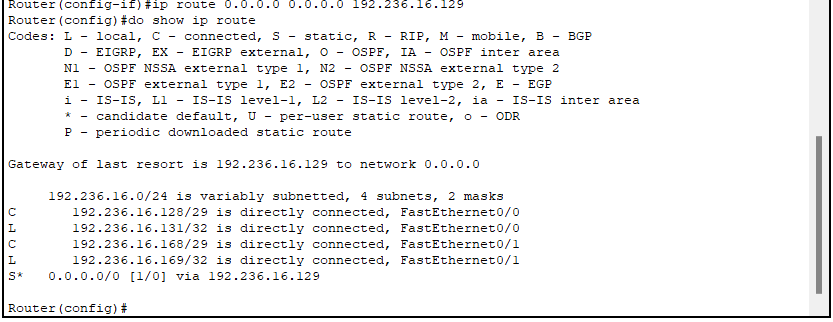 Router(config-if)#ip route 0.0.0.0 0.0.0.0 192.236.16.129
Router(config)#do show ip route
Codes: L - local, C - connected, S - static, R - RIP, M - mobile, B - BGP
D - EIGRP, EX - EIGRP external, O - OSPF, IA - OSPF inter area
N1 - OSPF NSSA external type 1, N2 - OSPF NSSA external type 2
E1 - OSPF external type 1, E2 - OSPF external type 2, E - EGP
i - IS-IS, L1 - IS-IS level-1, L2 - IS-IS level-2, ia - IS-IS inter area
* - candidate default, U - per-user static route, o - ODR
P - periodic downloaded static route
Gateway of last resort is 192.236.16.129 to network 0.0.0.0
192.236.16.0/24 is variably subnetted, 4 subnets, 2 masks
C 192.236.16.128/29 is directly connected, FastEthernet0/0
L 192.236.16.131/32 is directly connected, FastEthernet0/0
C 192.236.16.168/29 is directly connected, FastEthernet0/1
L 192.236.16.169/32 is directly connected, FastEthernet0/1
S* 0.0.0.0/0 [1/0] via 192.236.16.129
Router(config)#